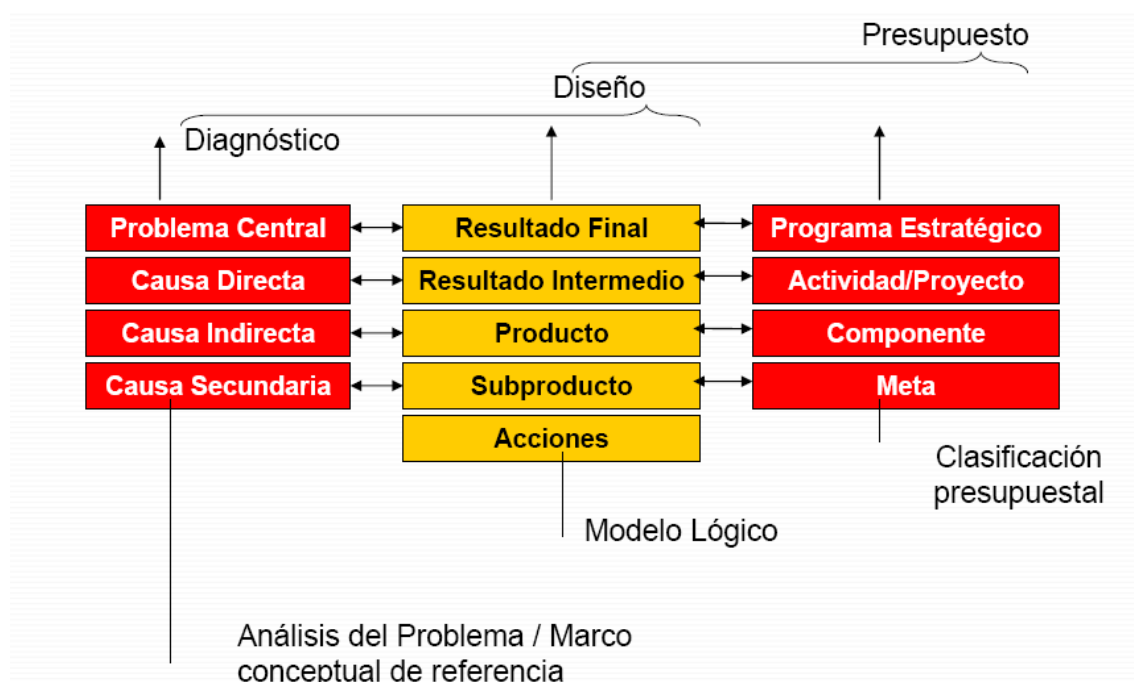 Presupuesto
Diseño
Diagnóstico
Problema Central
Resultado Final
Programa Estratégico
Causa Directa
Resultado Intermedio
Actividad/Proyecto
Causa Indirecta
Producto
Componente
Causa Secundaria
Subproducto
Meta
Acciones
Clasificación
presupuestal
Modelo Lógico
Análisis del Problema / Marco
conceptual de referencia